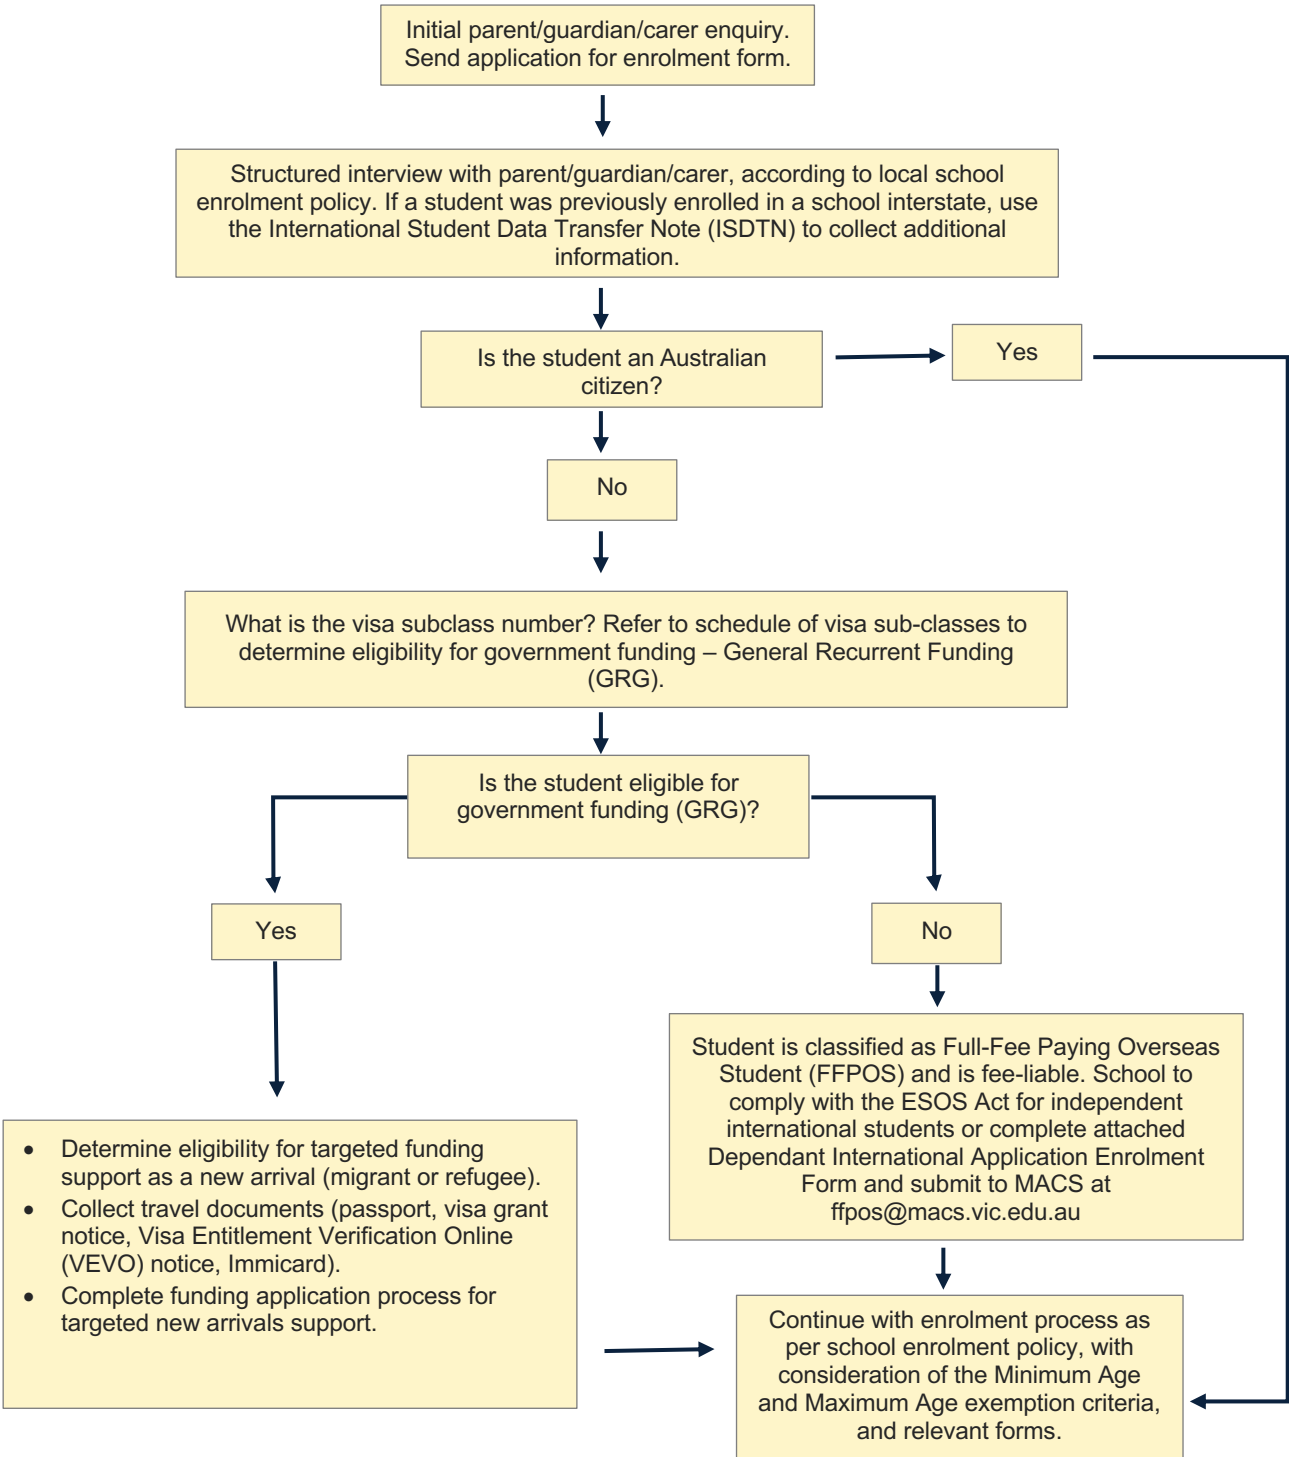 Initial parent/guardian/carer enquiry.
Send application for enrolment form.
Structured interview with parent/guardian/carer, according to local school
enrolment policy. If a student was previously enrolled in a school interstate, use
the International Student Data Transfer Note (ISDTN) to collect additional
information.
Is the student an Australian
citizen?
Yes
No
What is the visa subclass number? Refer to schedule of visa sub-classes to
determine eligibility for government funding – General Recurrent Funding
(GRG).
Is the student eligible for
government funding (GRG)?
Yes
No
Student is classified as Full-Fee Paying Overseas
Student (FFPOS) and is fee-liable. School to
comply with the ESOS Act for independent
international students or complete attached
Dependant International Application Enrolment
Form and submit to MACS at
ffpos@macs.vic.edu.au
• Determine eligibility for targeted funding
support as a new arrival (migrant or refugee).
• Collect travel documents (passport, visa grant
notice, Visa Entitlement Verification Online
(VEVO) notice, Immicard).
• Complete funding application process for
targeted new arrivals support.
Continue with enrolment process as
per school enrolment policy, with
consideration of the Minimum Age
and Maximum Age exemption criteria,
and relevant forms.